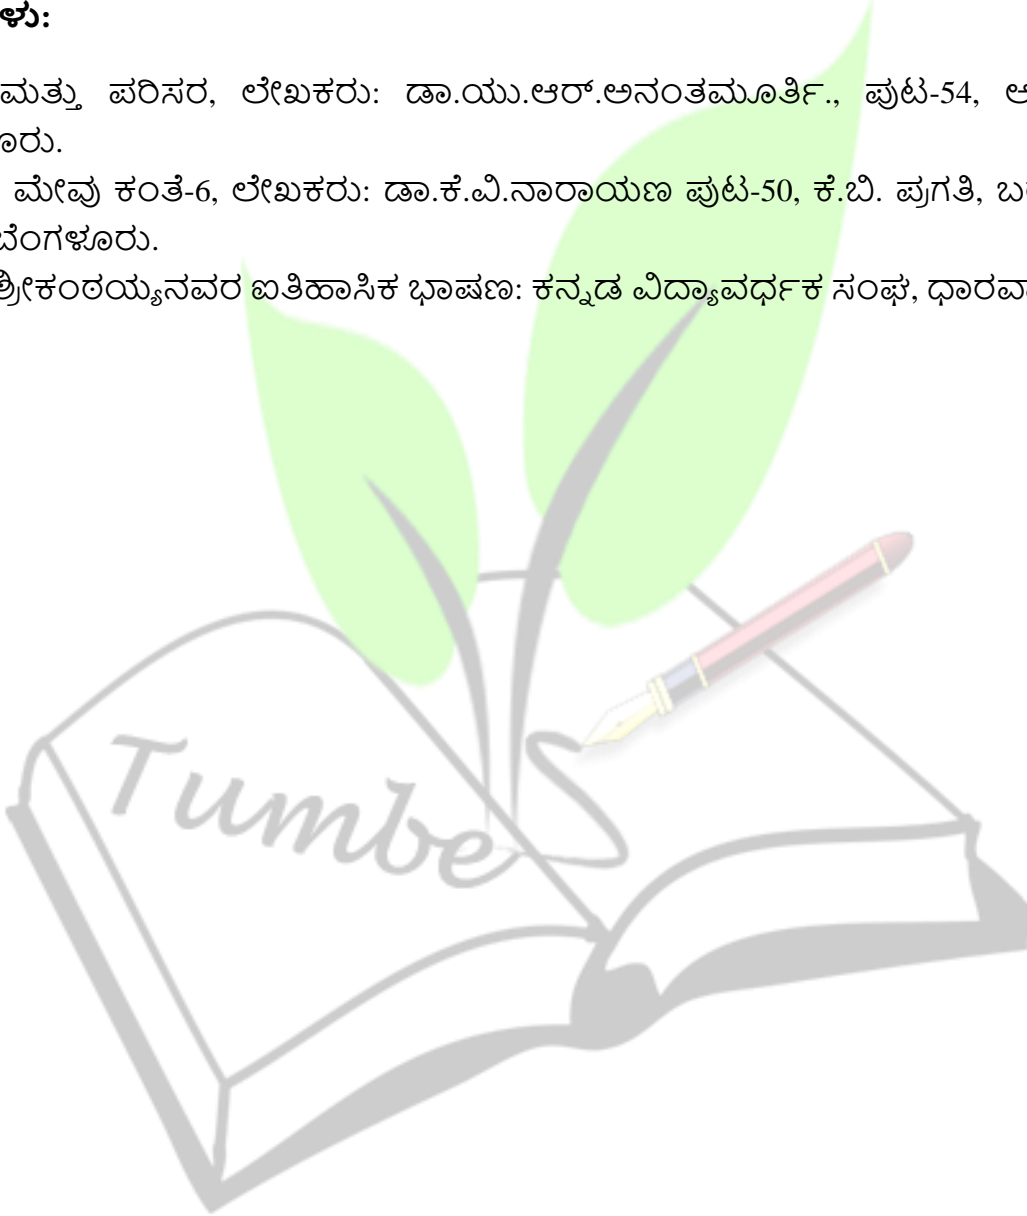 ಳು:
ಮತ್ತು ಪರಿಸರ, ಲೇಖಕರು: ಡಾ.ಯು.ಆರ್.ಅನಂತಮೂರ್ತಿ., ಪುಟ-54, ಅ
ೂರು.
ಮೇವು ಕಂತೆ-6, ಲೇಖಕರು: ಡಾ.ಕೆ.ವಿ.ನಾರಾಯಣ ಪುಟ-50, ಕೆ.ಬಿ. ಪ್ರಗತಿ,
ಬೆಂಗಳೂರು.
ಶ್ರೀಕಂಠಯ್ಯನವರ ಐತಿಹಾಸಿಕ ಭಾಷಣ: ಕನ್ನಡ ವಿದ್ಯಾವರ್ಧಕ ಸಂಘ, ಧಾರವಾ
Tumbe